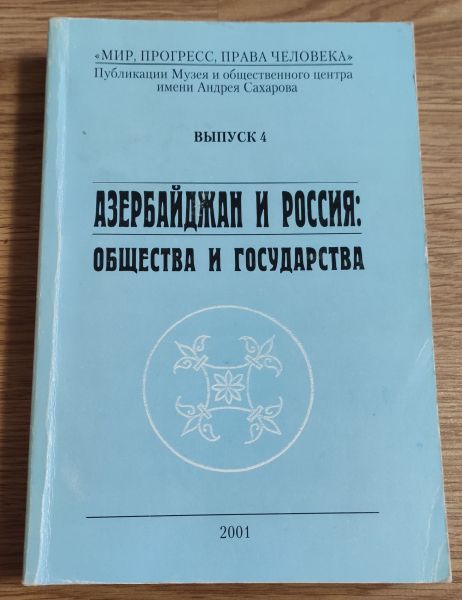 «МИР, ПРОГРЕСС, ПРАВА ЧЕЛОВЕКА»
Публикации Музея и общественного центра
имени Андрея Сахарова
ВЫПУСК 4
АЗЕРБАЙДЖАН И РОССИЯ:
ОБЩЕСТВА И ГОСУДАРСТВА
2001